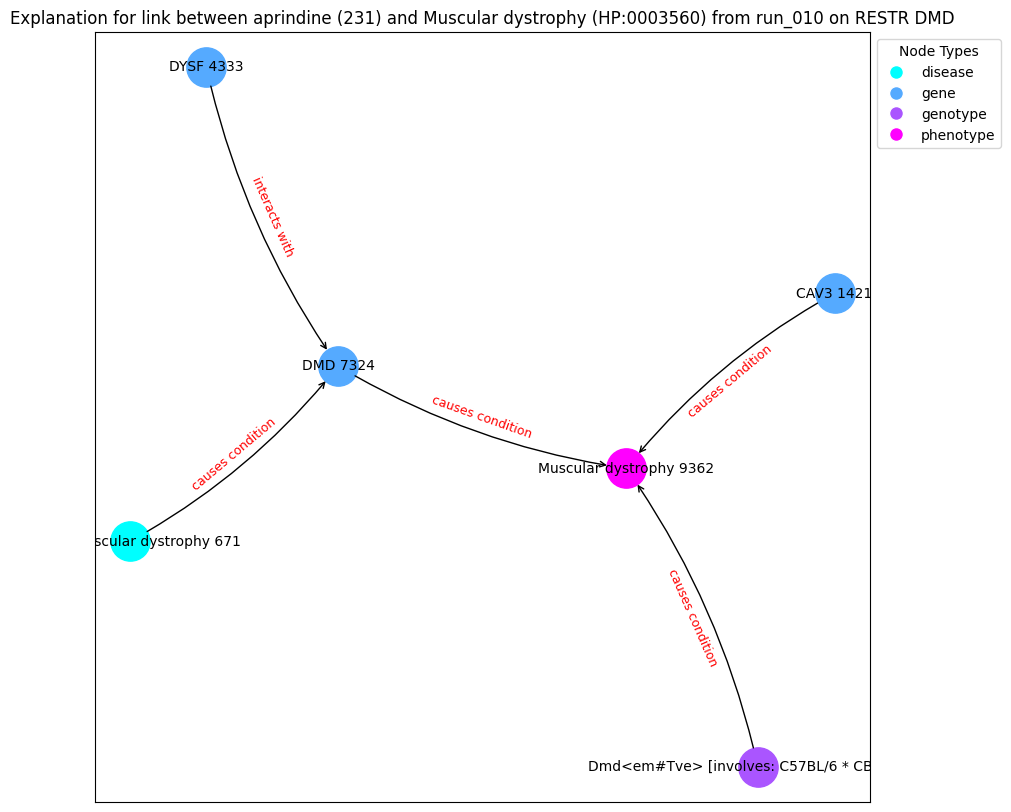 Explanation for link between aprindine (231) and Muscular dystrophy (HP:0003560) from run_010 on RESTR DMD
Node Types
disease
gene
genotype
phenotype
DYSF 4333
interacts with
CAV3 1421
causes condition
DMD 7324
causes condition
causes condition
Muscular dystrophy 9362
scular dystrophy 671
causes condition
Dmd<em#Tve> [involves: C57BL/6 * CB